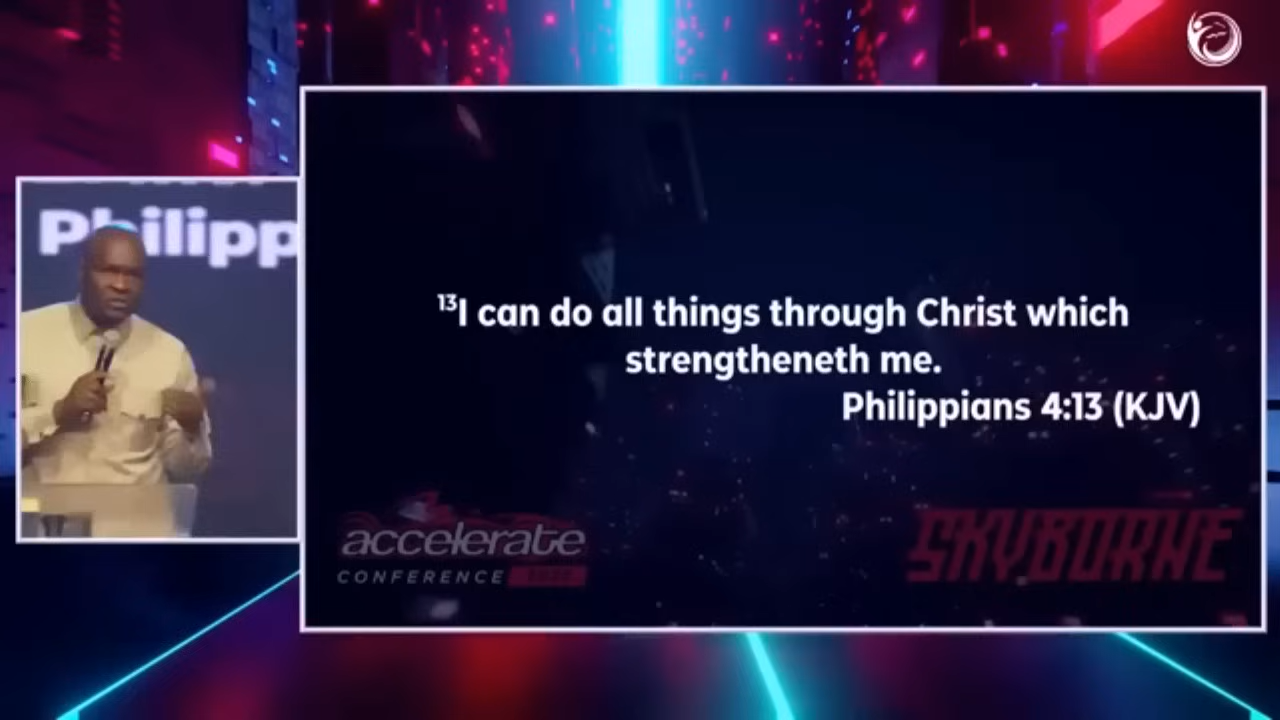 Philipp
¹³I can do all things through Christ which
strengtheneth me.
Philippians 4:13 (KJV)
accelerate
CONFERENCE
SKYBORNE